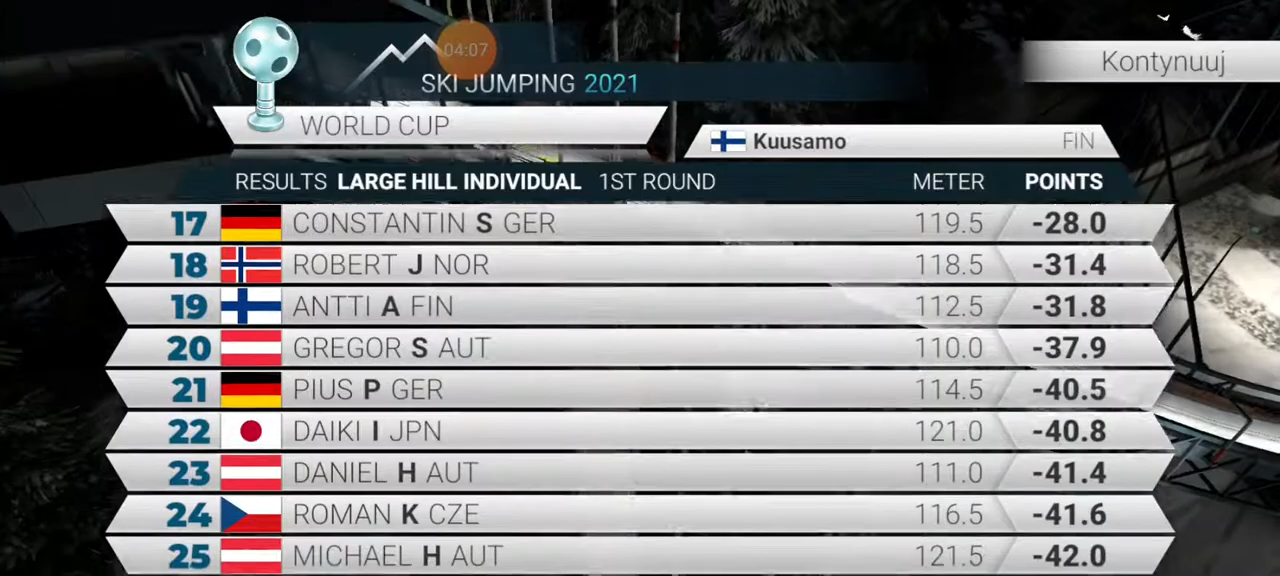 04:07
SKI JUMPING 2021
Kontynuuj
WORLD CUP
Kuusamo FIN
RESULTS LARGE HILL INDIVIDUAL 1ST ROUND METER POINTS
17 CONSTANTIN S GER 119.5 -28.0
18 ROBERT J NOR 118.5 -31.4
19 ANTTI A FIN 112.5 -31.8
20 GREGOR S AUT 110.0 -37.9
21 PIUS P GER 114.5 -40.5
22 DAIKI I JPN 121.0 -40.8
23 DANIEL H AUT 111.0 -41.4
24 ROMAN K CZE 116.5 -41.6
25 MICHAEL H AUT 121.5 -42.0